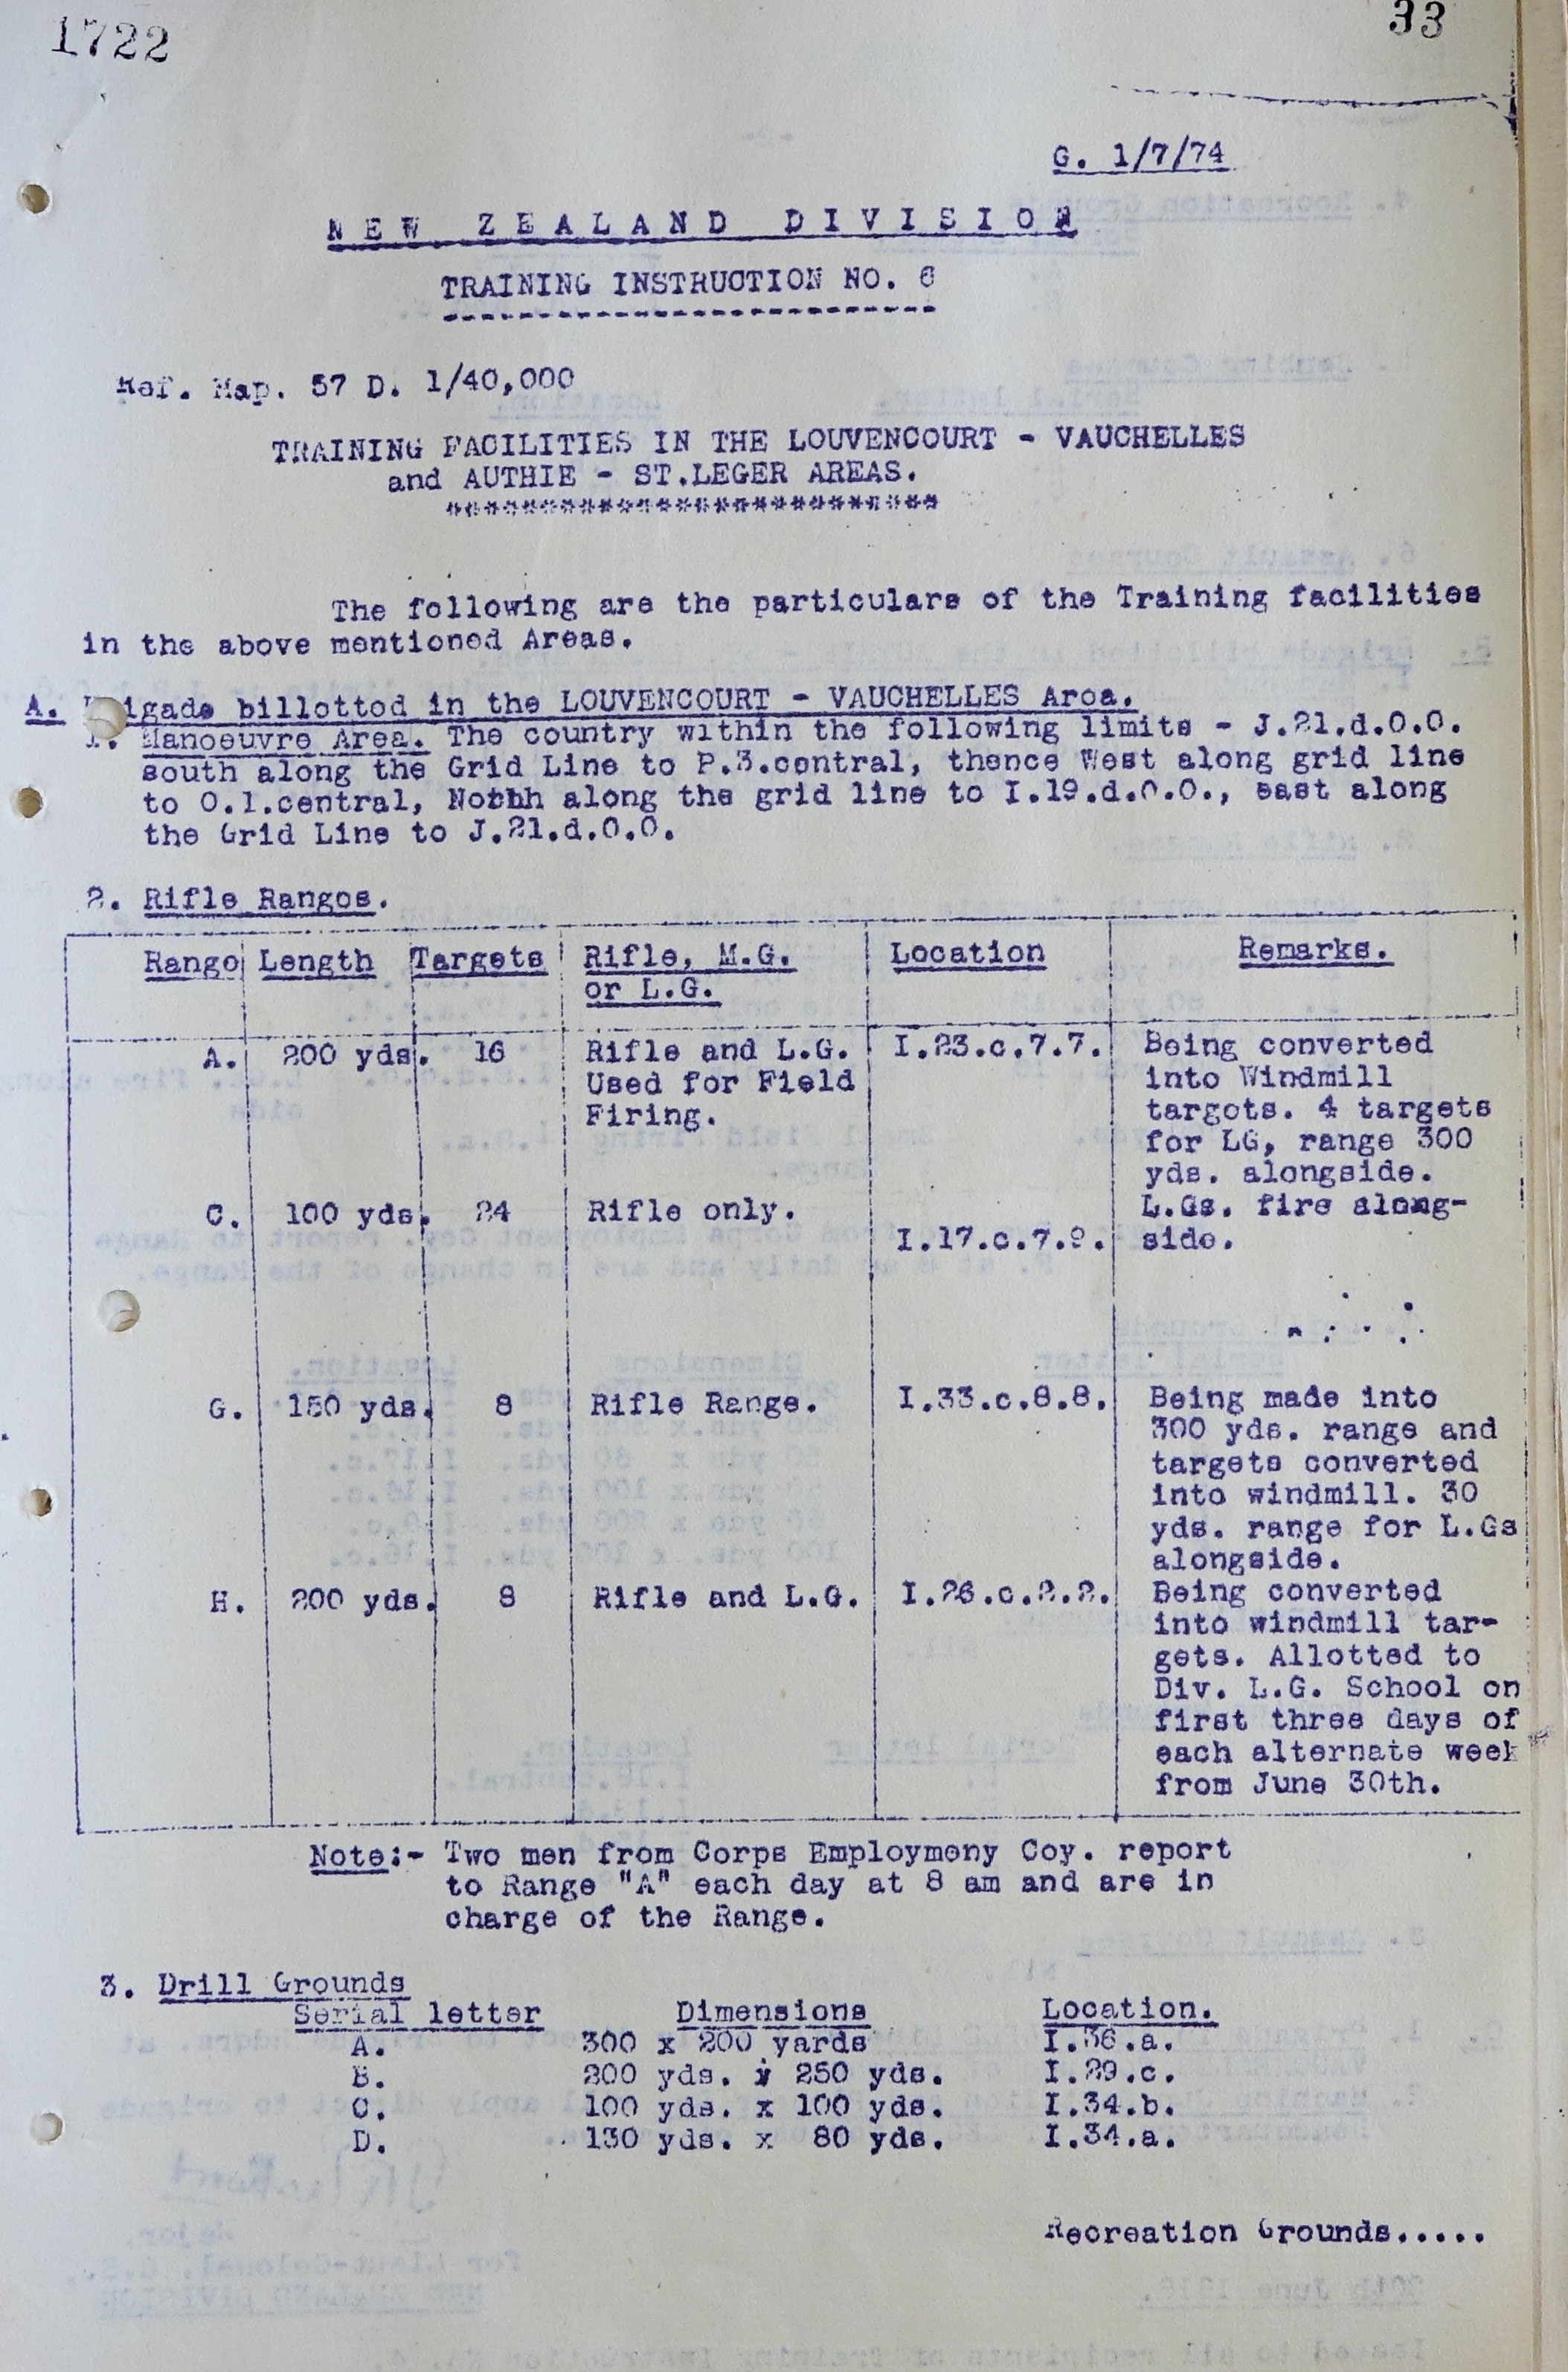 1722
33
G. 1/7/74
NEW ZEALAND DIVISION
TRAINING INSTRUCTION NO. 6
Ref. Map. 57 D. 1/40,000
TRAINING FACILITIES IN THE LOUVENCOURT - VAUCHELLES
and AUTHIE - ST.LEGER AREAS.
**************************
The following are the particulars of the Training facilities
in the above mentioned Areas.
A. Brigade billetted in the LOUVENCOURT - VAUCHELLES Area.
1. Manoeuvre Area. The country within the following limits - J.21.d.0.0.
south along the Grid Line to P.3.central, thence West along grid line
to O.1.central, North along the grid line to I.19.d.0.0., east along
the Grid Line to J.21.d.0.0.
2. Rifle Ranges.
Range Length Targets Rifle, M.G. Location Remarks.
or L.G.
A. 200 yds. 16 Rifle and L.G. I.23.c.7.7. Being converted
Used for Field into Windmill
Firing. targets. 4 targets
for LG, range 300
yds. alongside.
C. 100 yds. 24 Rifle only. L.Gs. fire along-
I.17.c.7.9. side.
G. 150 yds. 8 Rifle Range. I.33.c.8.8. Being made into
300 yds. range and
targets converted
into windmill. 30
yds. range for L.Gs
alongside.
H. 200 yds. 8 Rifle and L.G. I.26.c.2.2. Being converted
into windmill tar-
gets. Allotted to
Div. L.G. School on
first three days of
each alternate week
from June 30th.
Note:- Two men from Corps Employmeny Coy. report
to Range "A" each day at 8 am and are in
charge of the Range.
3. Drill Grounds
Serial letter Dimensions Location.
A. 300 x 200 yards I.36.a.
B. 200 yds. x 250 yds. I.29.c.
C. 100 yds. x 100 yds. I.34.b.
D. 130 yds. x 80 yds. I.34.a.
Recreation Grounds.....